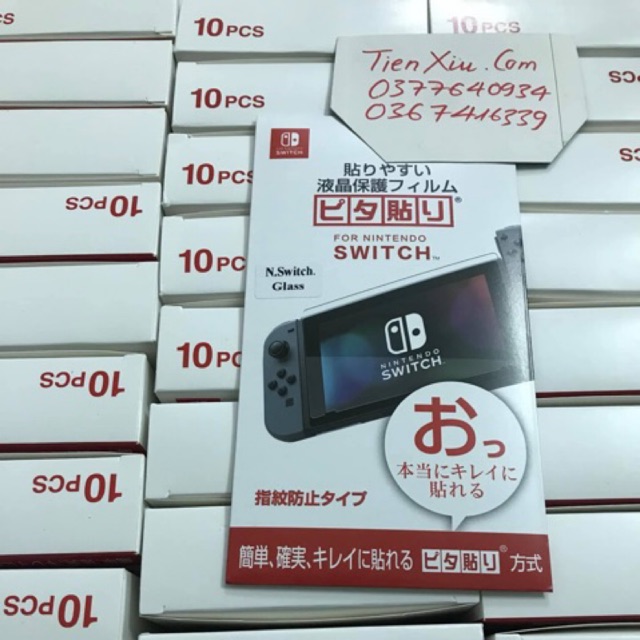 10PCS
10PCS
10PCS
10PC
10PC
10PCS
10PCS
10PCS
10PCS
10PCS
TienXiu.Com
0377640934
0367416339
SWITCH
貼りやすい
液晶保護フィルム
ピタ貼り®
FOR NINTENDO
SWITCH™
N.Switch.
Glass
NINTENDO
SWITCH
おっ
本当にキレイに
貼れる
指紋防止タイプ
簡単、確実、キレイに貼れる ピタ貼り® 方式